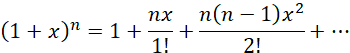 (1 + x)ⁿ = 1 + nx/1! + n(n − 1)x²/2! + ⋯